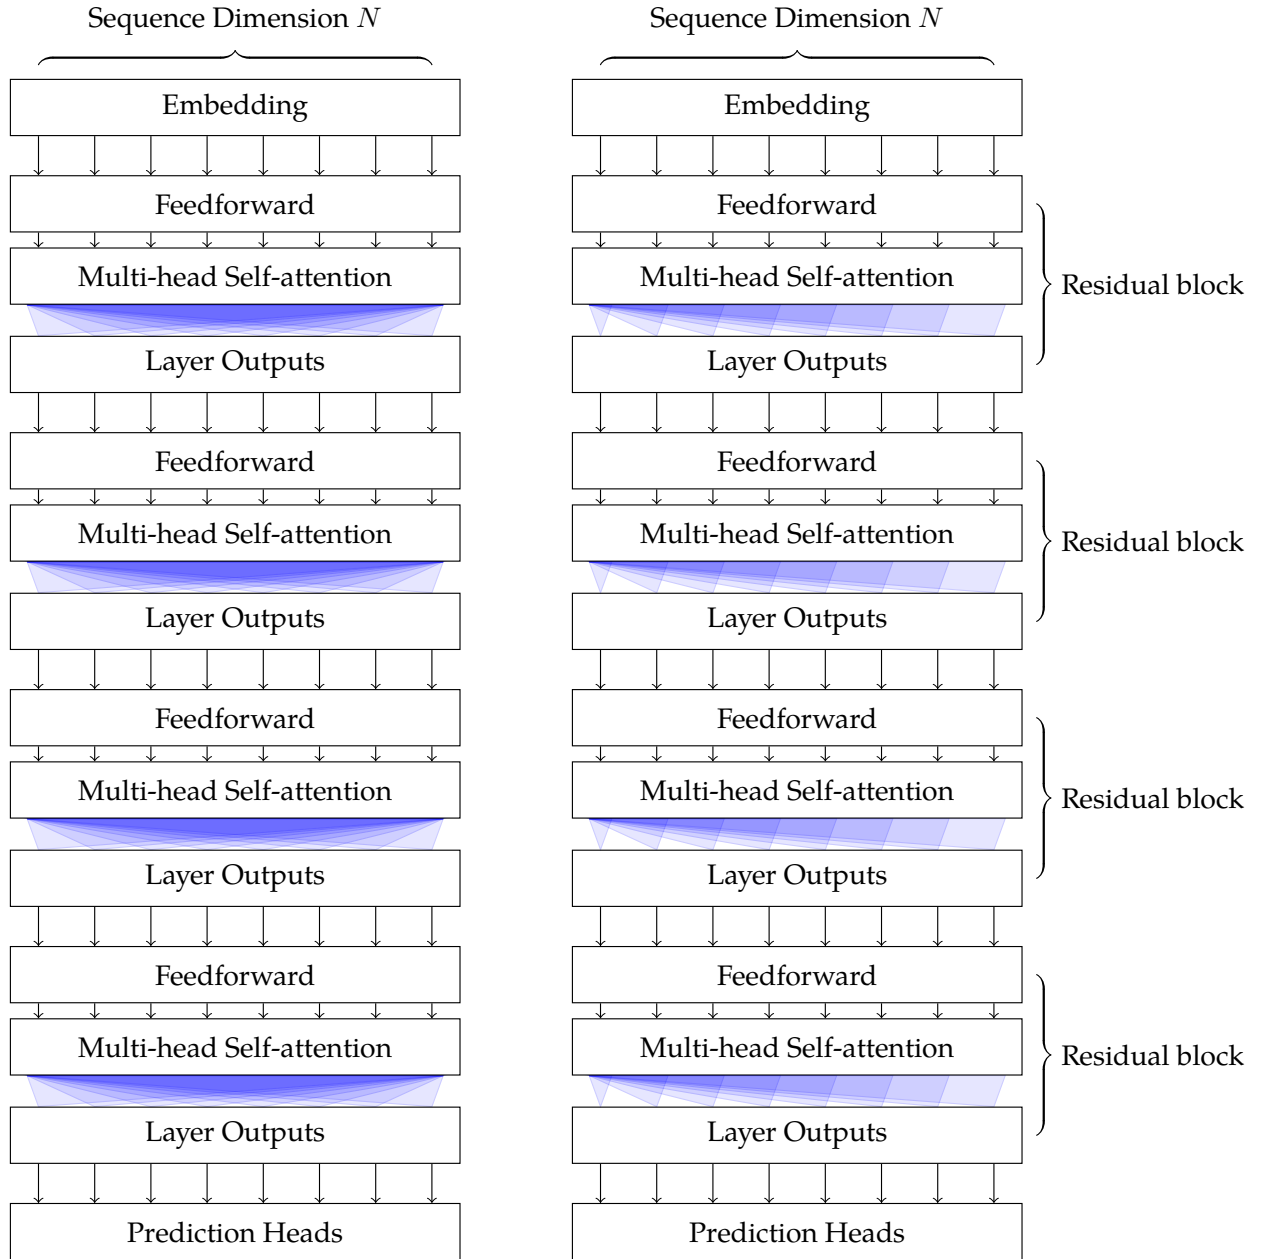 Sequence Dimension N
Embedding
Feedforward
Multi-head Self-attention
Layer Outputs
Feedforward
Multi-head Self-attention
Layer Outputs
Feedforward
Multi-head Self-attention
Layer Outputs
Feedforward
Multi-head Self-attention
Layer Outputs
Prediction Heads
Sequence Dimension N
Embedding
Feedforward
Multi-head Self-attention
Layer Outputs
Feedforward
Multi-head Self-attention
Layer Outputs
Feedforward
Multi-head Self-attention
Layer Outputs
Feedforward
Multi-head Self-attention
Layer Outputs
Prediction Heads
Residual block
Residual block
Residual block
Residual block